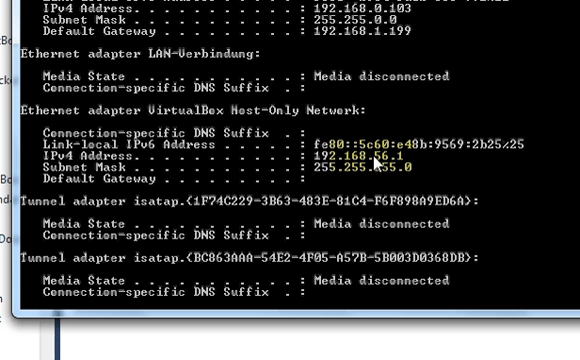 IPv4 Address. . . . . . . . . . . : 192.168.0.103
Subnet Mask . . . . . . . . . . . : 255.255.0.0
Default Gateway . . . . . . . . . : 192.168.1.199
Ethernet adapter LAN-Verbindung:
Media State . . . . . . . . . . . : Media disconnected
Connection-specific DNS Suffix  . :
Ethernet adapter VirtualBox Host-Only Network:
Connection-specific DNS Suffix  . :
Link-local IPv6 Address . . . . . : fe80::5c60:e48b:9569:2b25%25
IPv4 Address. . . . . . . . . . . : 192.168.56.1
Subnet Mask . . . . . . . . . . . : 255.255.255.0
Default Gateway . . . . . . . . . :
Tunnel adapter isatap.{1F74C229-3B63-483E-81C4-F6F898A9ED6A}:
Media State . . . . . . . . . . . : Media disconnected
Connection-specific DNS Suffix  . :
Tunnel adapter isatap.{BC863AAA-54E2-4F05-A57B-5B003D0368DB}:
Media State . . . . . . . . . . . : Media disconnected
Connection-specific DNS Suffix  . :